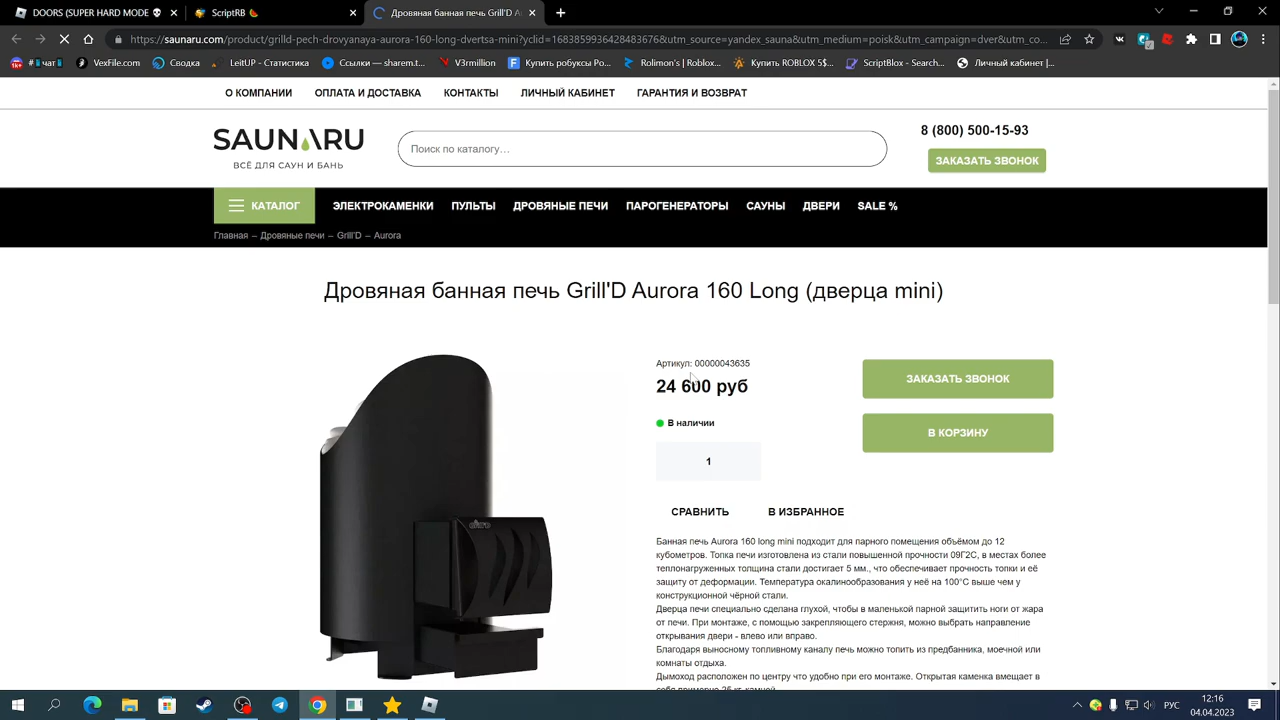 DOORS (SUPER HARD MODE
ScriptRB
Grill'D Дровяная печь Aurora 160
https://saunaru.com/product/grilld-pech-drovyanaya-aurora-160-long-dvertsa-mini?yclid=16838599364284836​76&utm_source=yandex_sauna&utm_medium=poisk&utm_campaign=dver&utm_co...
VexFile.com
Сводка
LeitUP - Статистика
Ссылки — sharem.t...
V3rmillion
Купить робуксы Ро...
Rolimon's | Roblox...
Купить ROBLOX 5$...
ScriptBlox - Search...
Личный кабинет |...
О КОМПАНИИ ОПЛАТА И ДОСТАВКА КОНТАКТЫ ЛИЧНЫЙ КАБИНЕТ ГАРАНТИЯ И ВОЗВРАТ
SAUNARU
ВСЁ ДЛЯ САУН И БАНЬ
Поиск по каталогу...
8 (800) 500-15-93
ЗАКАЗАТЬ ЗВОНОК
КАТАЛОГ ЭЛЕКТРОКАМЕНКИ ПУЛЬТЫ ДРОВЯНЫЕ ПЕЧИ ПАРОГЕНЕРАТОРЫ САУНЫ ДВЕРИ SALE %
Главная – Дровяные печи – Grill'D – Aurora
Дровяная банная печь Grill'D Aurora 160 Long (дверца mini)
Артикул: 00000043635
24 600 руб
В наличии
1
ЗАКАЗАТЬ ЗВОНОК
В КОРЗИНУ
СРАВНИТЬ В ИЗБРАННОЕ
Банная печь Aurora 160 long mini подходит для парного помещения объёмом до 12
кубометров. Топка печи изготовлена из стали повышенной прочности 09Г2С, в местах более
теплонагруженных толщина стали достигает 5 мм., что обеспечивает прочность топки и её
защиту от деформации. Температура окалинообразования у неё на 100°С выше чем у
конструкционной чёрной стали.
Дверца печи специально сделана глухой, чтобы в маленькой парной защитить ноги от жара
от печи. При монтаже, с помощью закрепляющего стержня, можно выбрать направление
открывания двери - влево или вправо.
Благодаря выносному топливному каналу печь можно топить из предбанника, моечной или
комнаты отдыха.
Дымоход расположен по центру что удобно при его монтаже. Открытая каменка вмещает в
себя примерно 25 кг. камней
РУС
12:16
04.04.2023